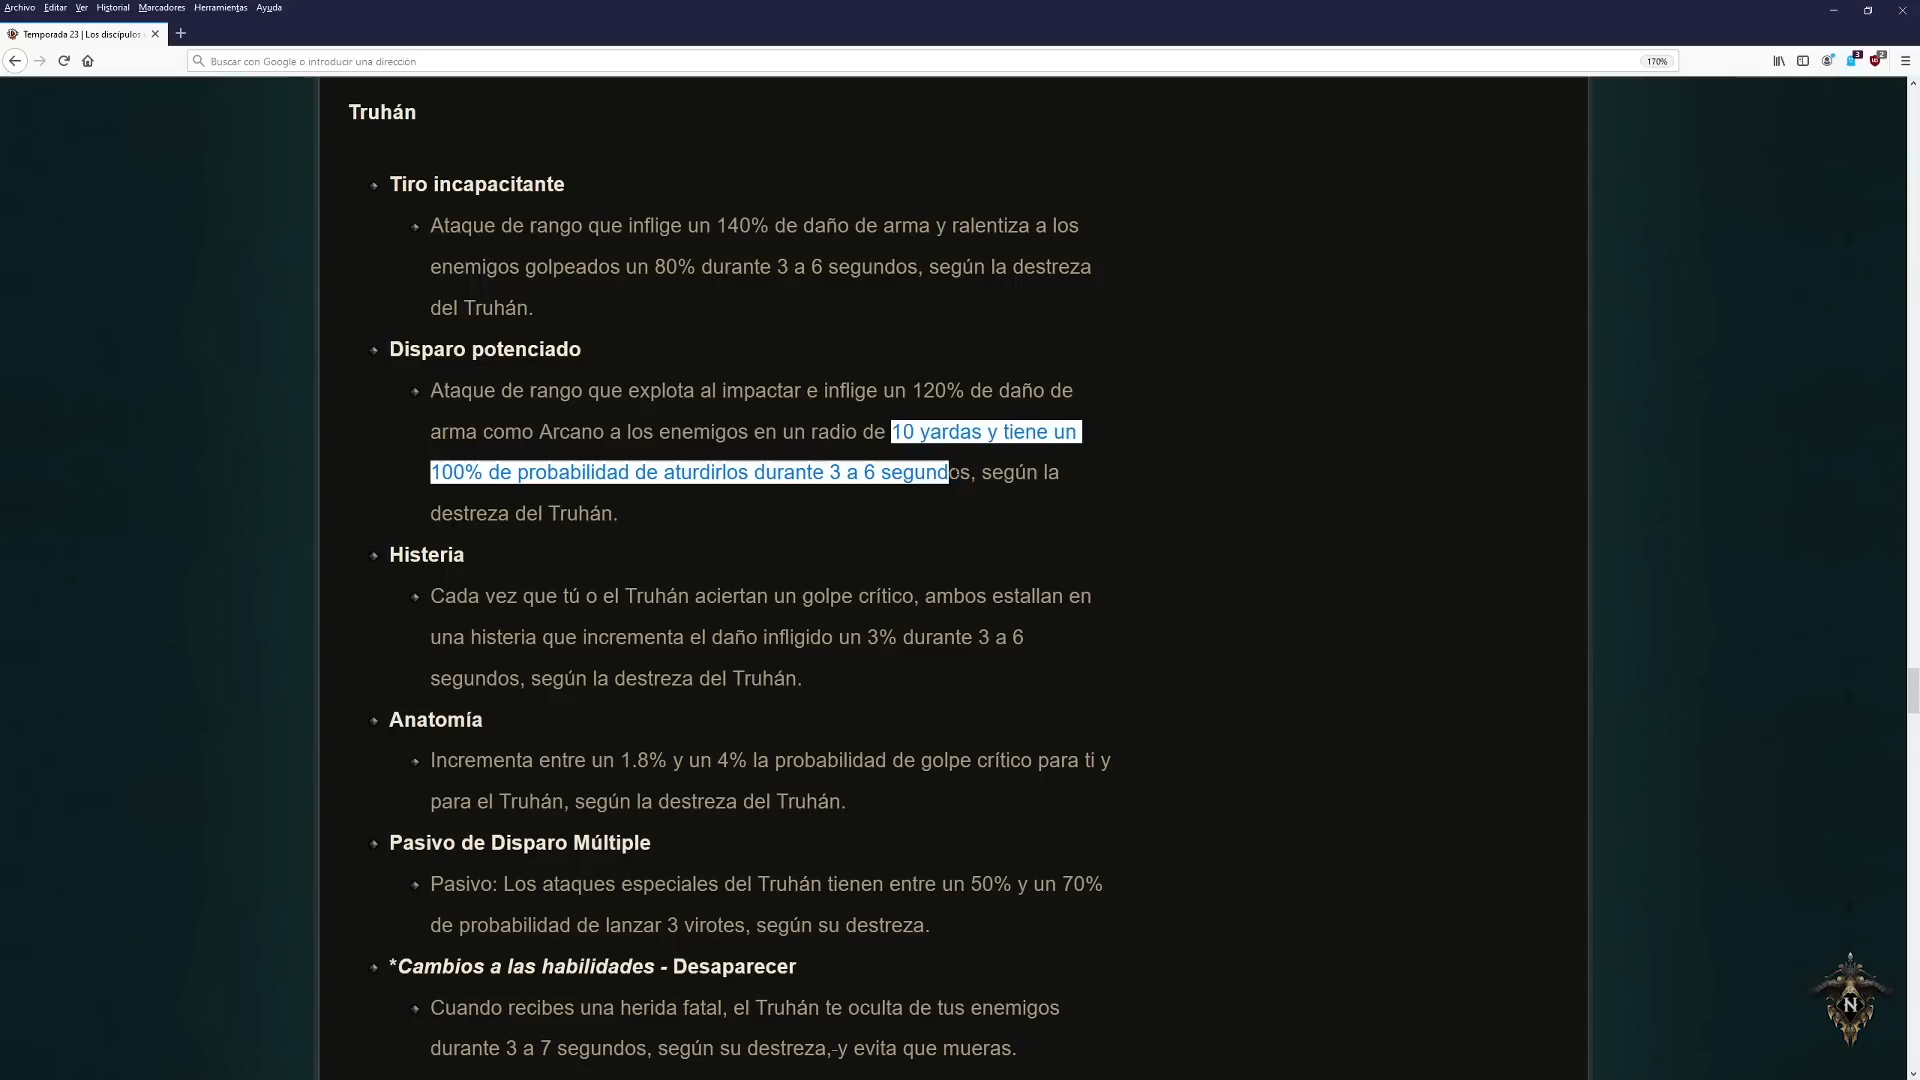 Archivo Editar Ver Historial Marcadores Herramientas Ayuda
Temporada 23 | Los discípulos
Buscar con Google o introducir una dirección 170% 3 2
Truhán
Tiro incapacitante
Ataque de rango que inflige un 140% de daño de arma y ralentiza a los
enemigos golpeados un 80% durante 3 a 6 segundos, según la destreza
del Truhán.
Disparo potenciado
Ataque de rango que explota al impactar e inflige un 120% de daño de
arma como Arcano a los enemigos en un radio de 10 yardas y tiene un
100% de probabilidad de aturdirlos durante 3 a 6 segundos, según la
destreza del Truhán.
Histeria
Cada vez que tú o el Truhán aciertan un golpe crítico, ambos estallan en
una histeria que incrementa el daño infligido un 3% durante 3 a 6
segundos, según la destreza del Truhán.
Anatomía
Incrementa entre un 1.8% y un 4% la probabilidad de golpe crítico para ti y
para el Truhán, según la destreza del Truhán.
Pasivo de Disparo Múltiple
Pasivo: Los ataques especiales del Truhán tienen entre un 50% y un 70%
de probabilidad de lanzar 3 virotes, según su destreza.
*Cambios a las habilidades - Desaparecer
Cuando recibes una herida fatal, el Truhán te oculta de tus enemigos
durante 3 a 7 segundos, según su destreza, y evita que mueras.
N